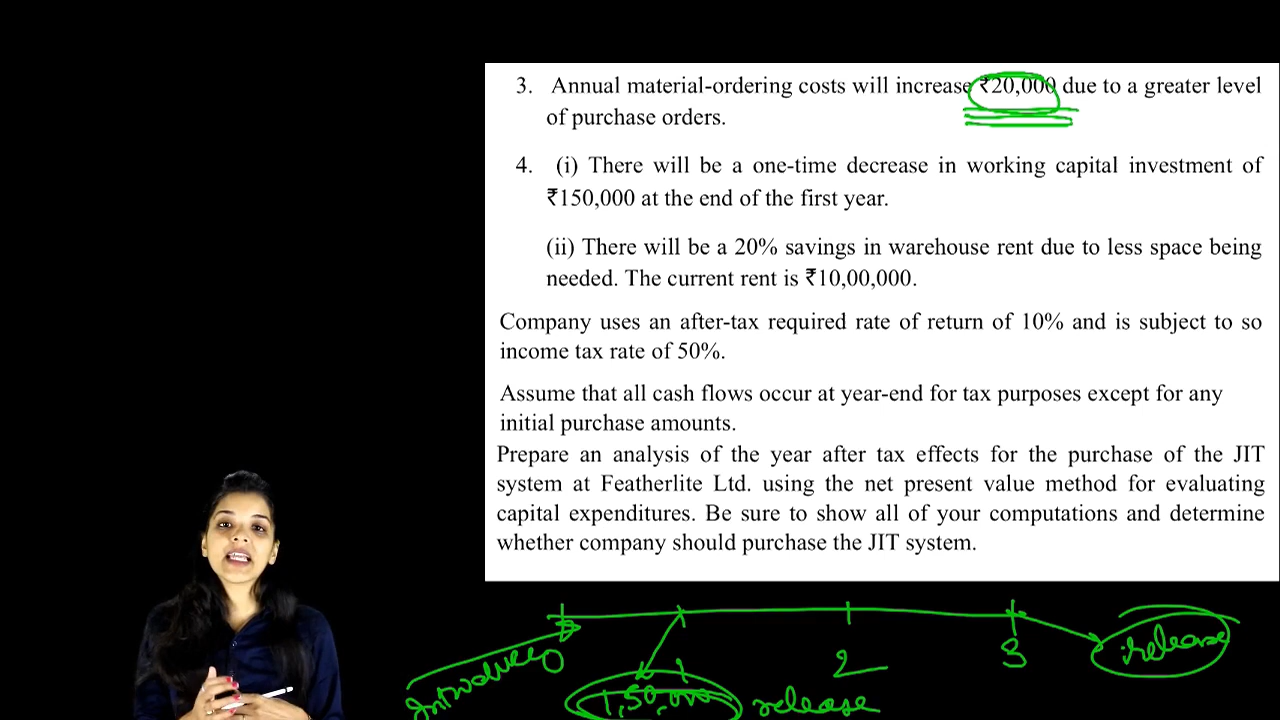 3. Annual material-ordering costs will increase ₹20,000 due to a greater level
of purchase orders.
4. (i) There will be a one-time decrease in working capital investment of
₹150,000 at the end of the first year.
(ii) There will be a 20% savings in warehouse rent due to less space being
needed. The current rent is ₹10,00,000.
Company uses an after-tax required rate of return of 10% and is subject to so
income tax rate of 50%.
Assume that all cash flows occur at year-end for tax purposes except for any
initial purchase amounts.
Prepare an analysis of the year after tax effects for the purchase of the JIT
system at Featherlite Ltd. using the net present value method for evaluating
capital expenditures. Be sure to show all of your computations and determine
whether company should purchase the JIT system.
introduced 0 1 2 3 release
1,50,000 release